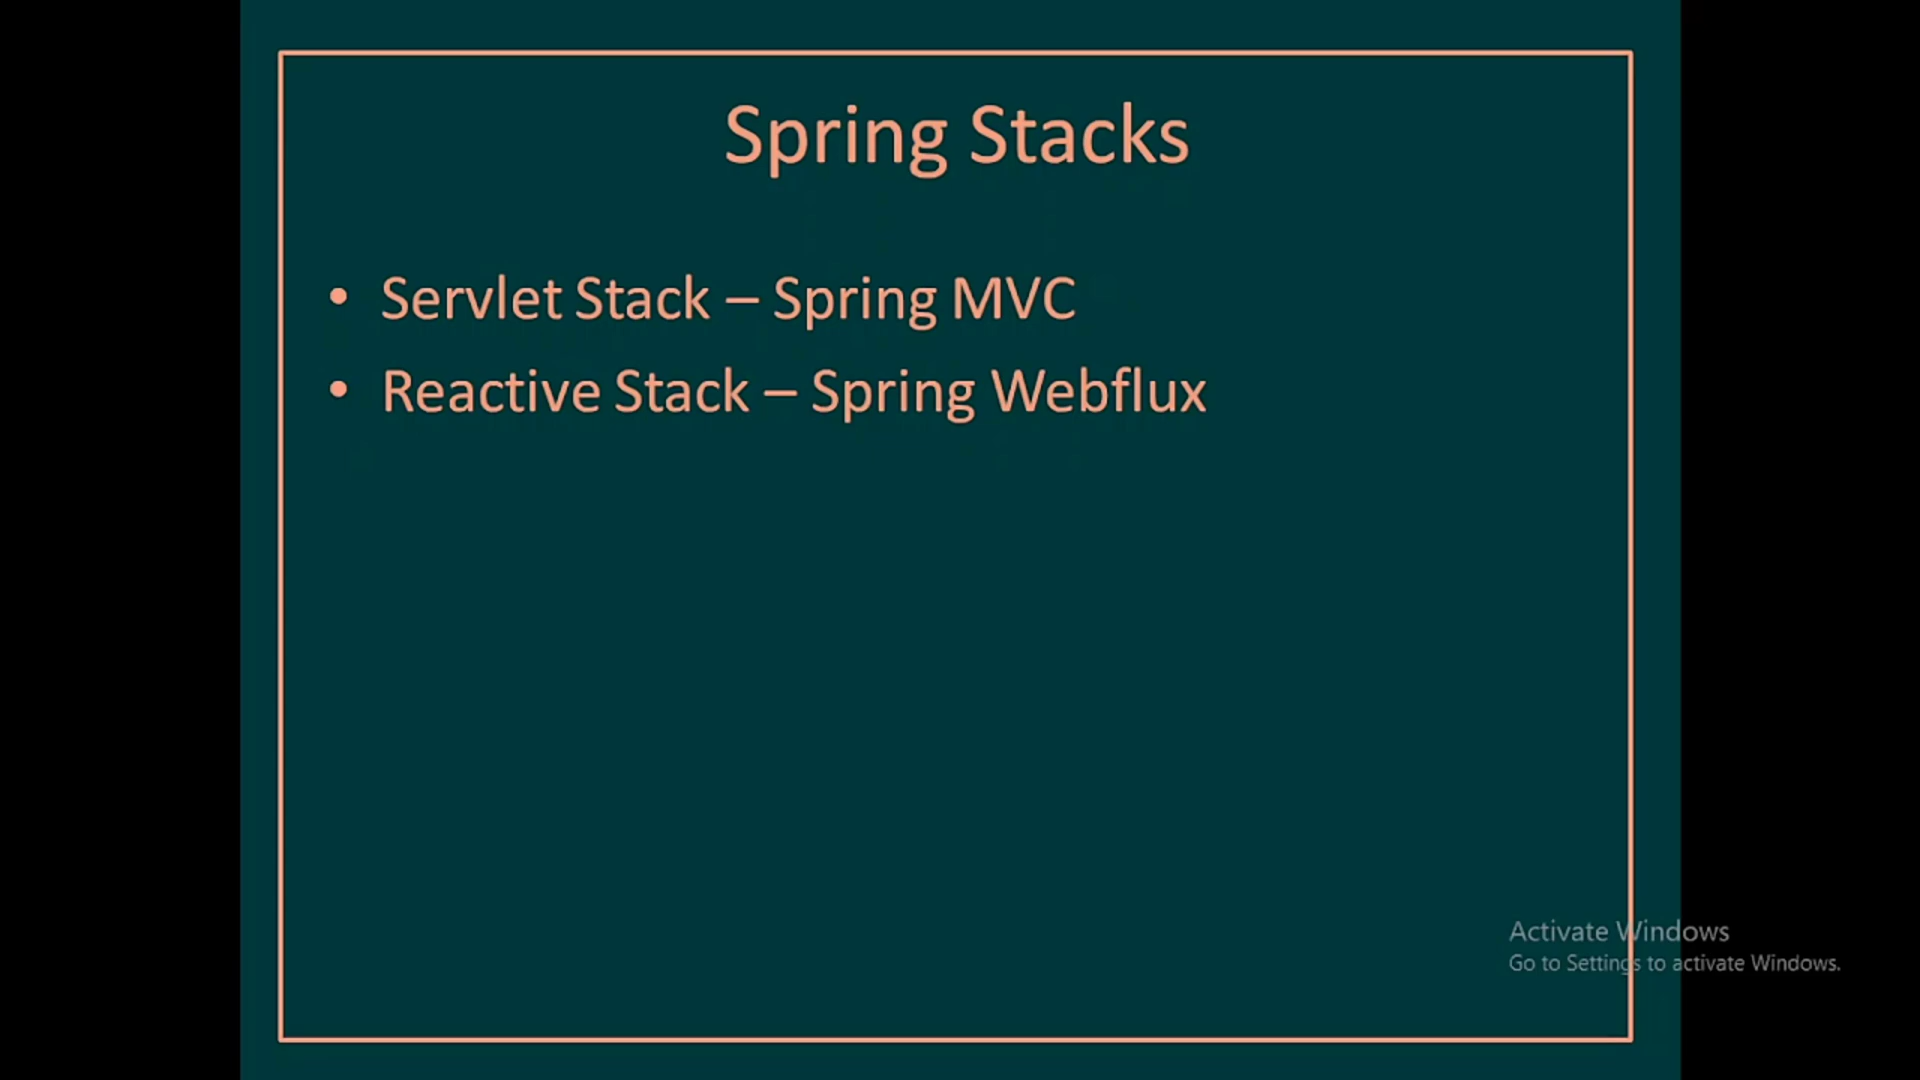 Spring Stacks
• Servlet Stack – Spring MVC
• Reactive Stack – Spring Webflux
Activate Windows
Go to Settings to activate Windows.